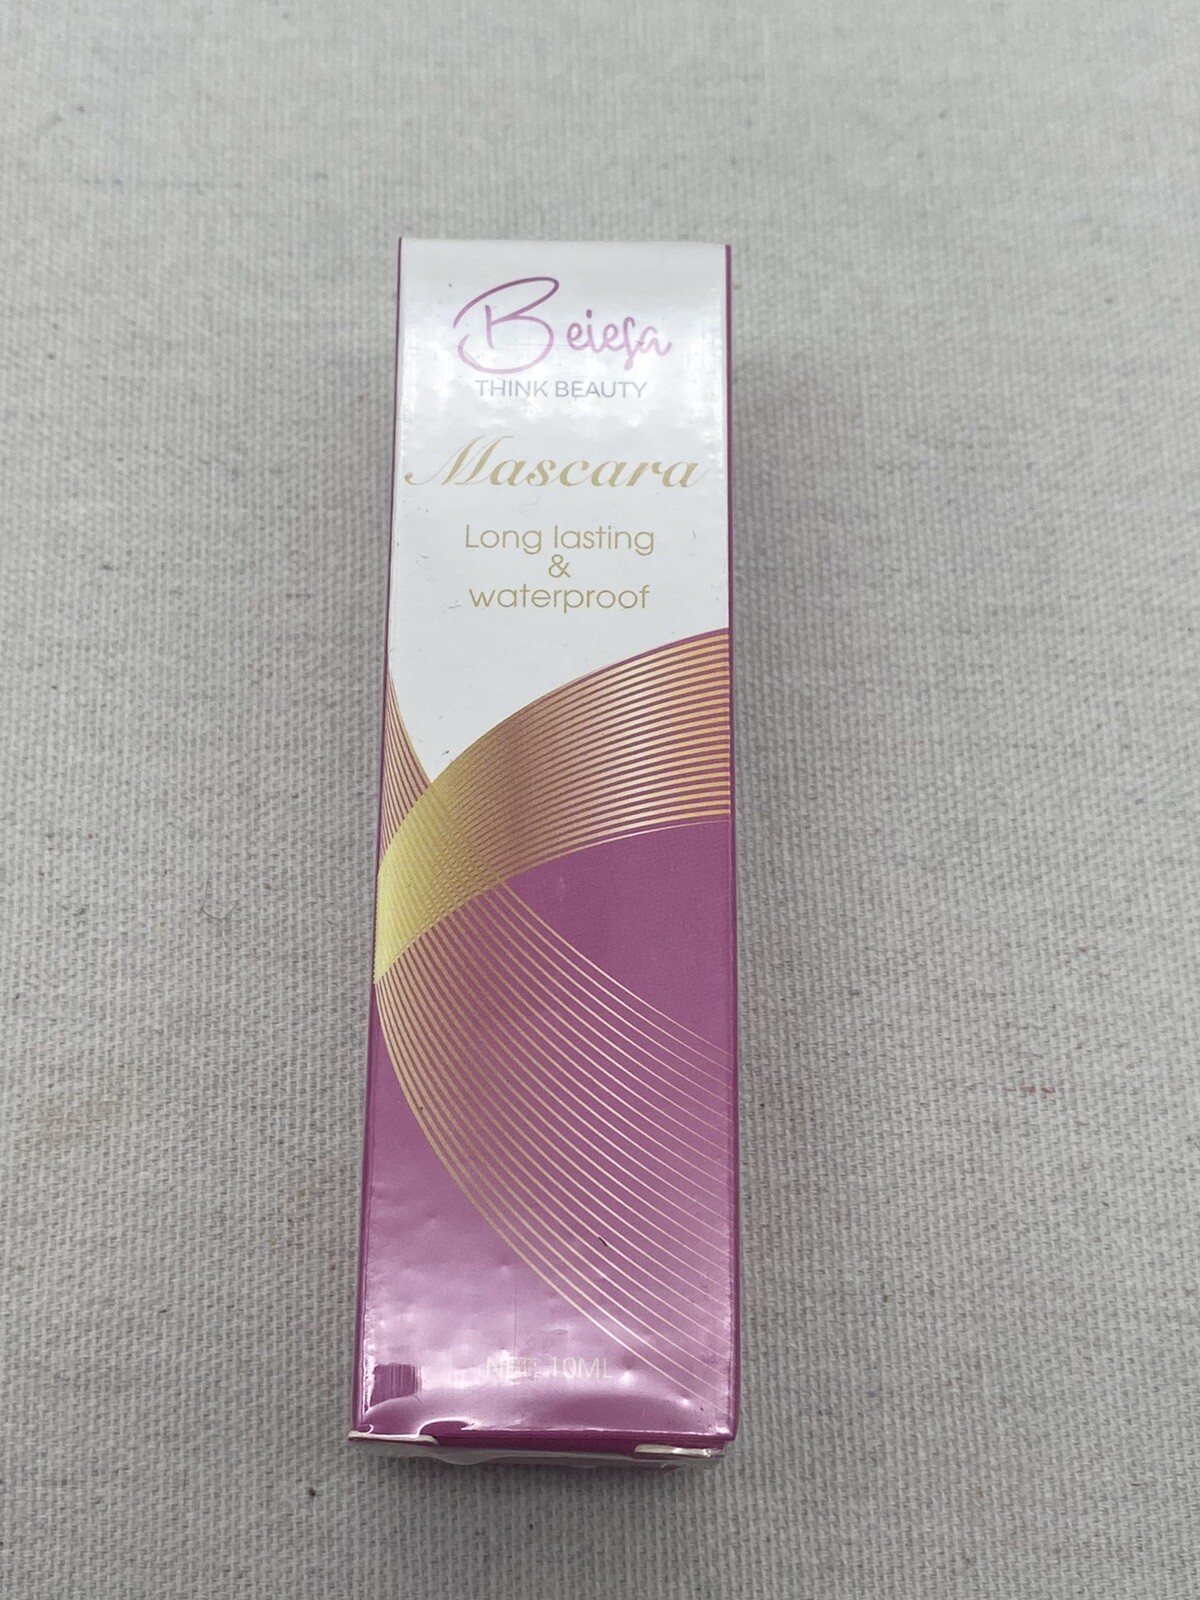 Beiesa
THINK BEAUTY
Mascara
Long lasting
&
waterproof
NET: 10ML